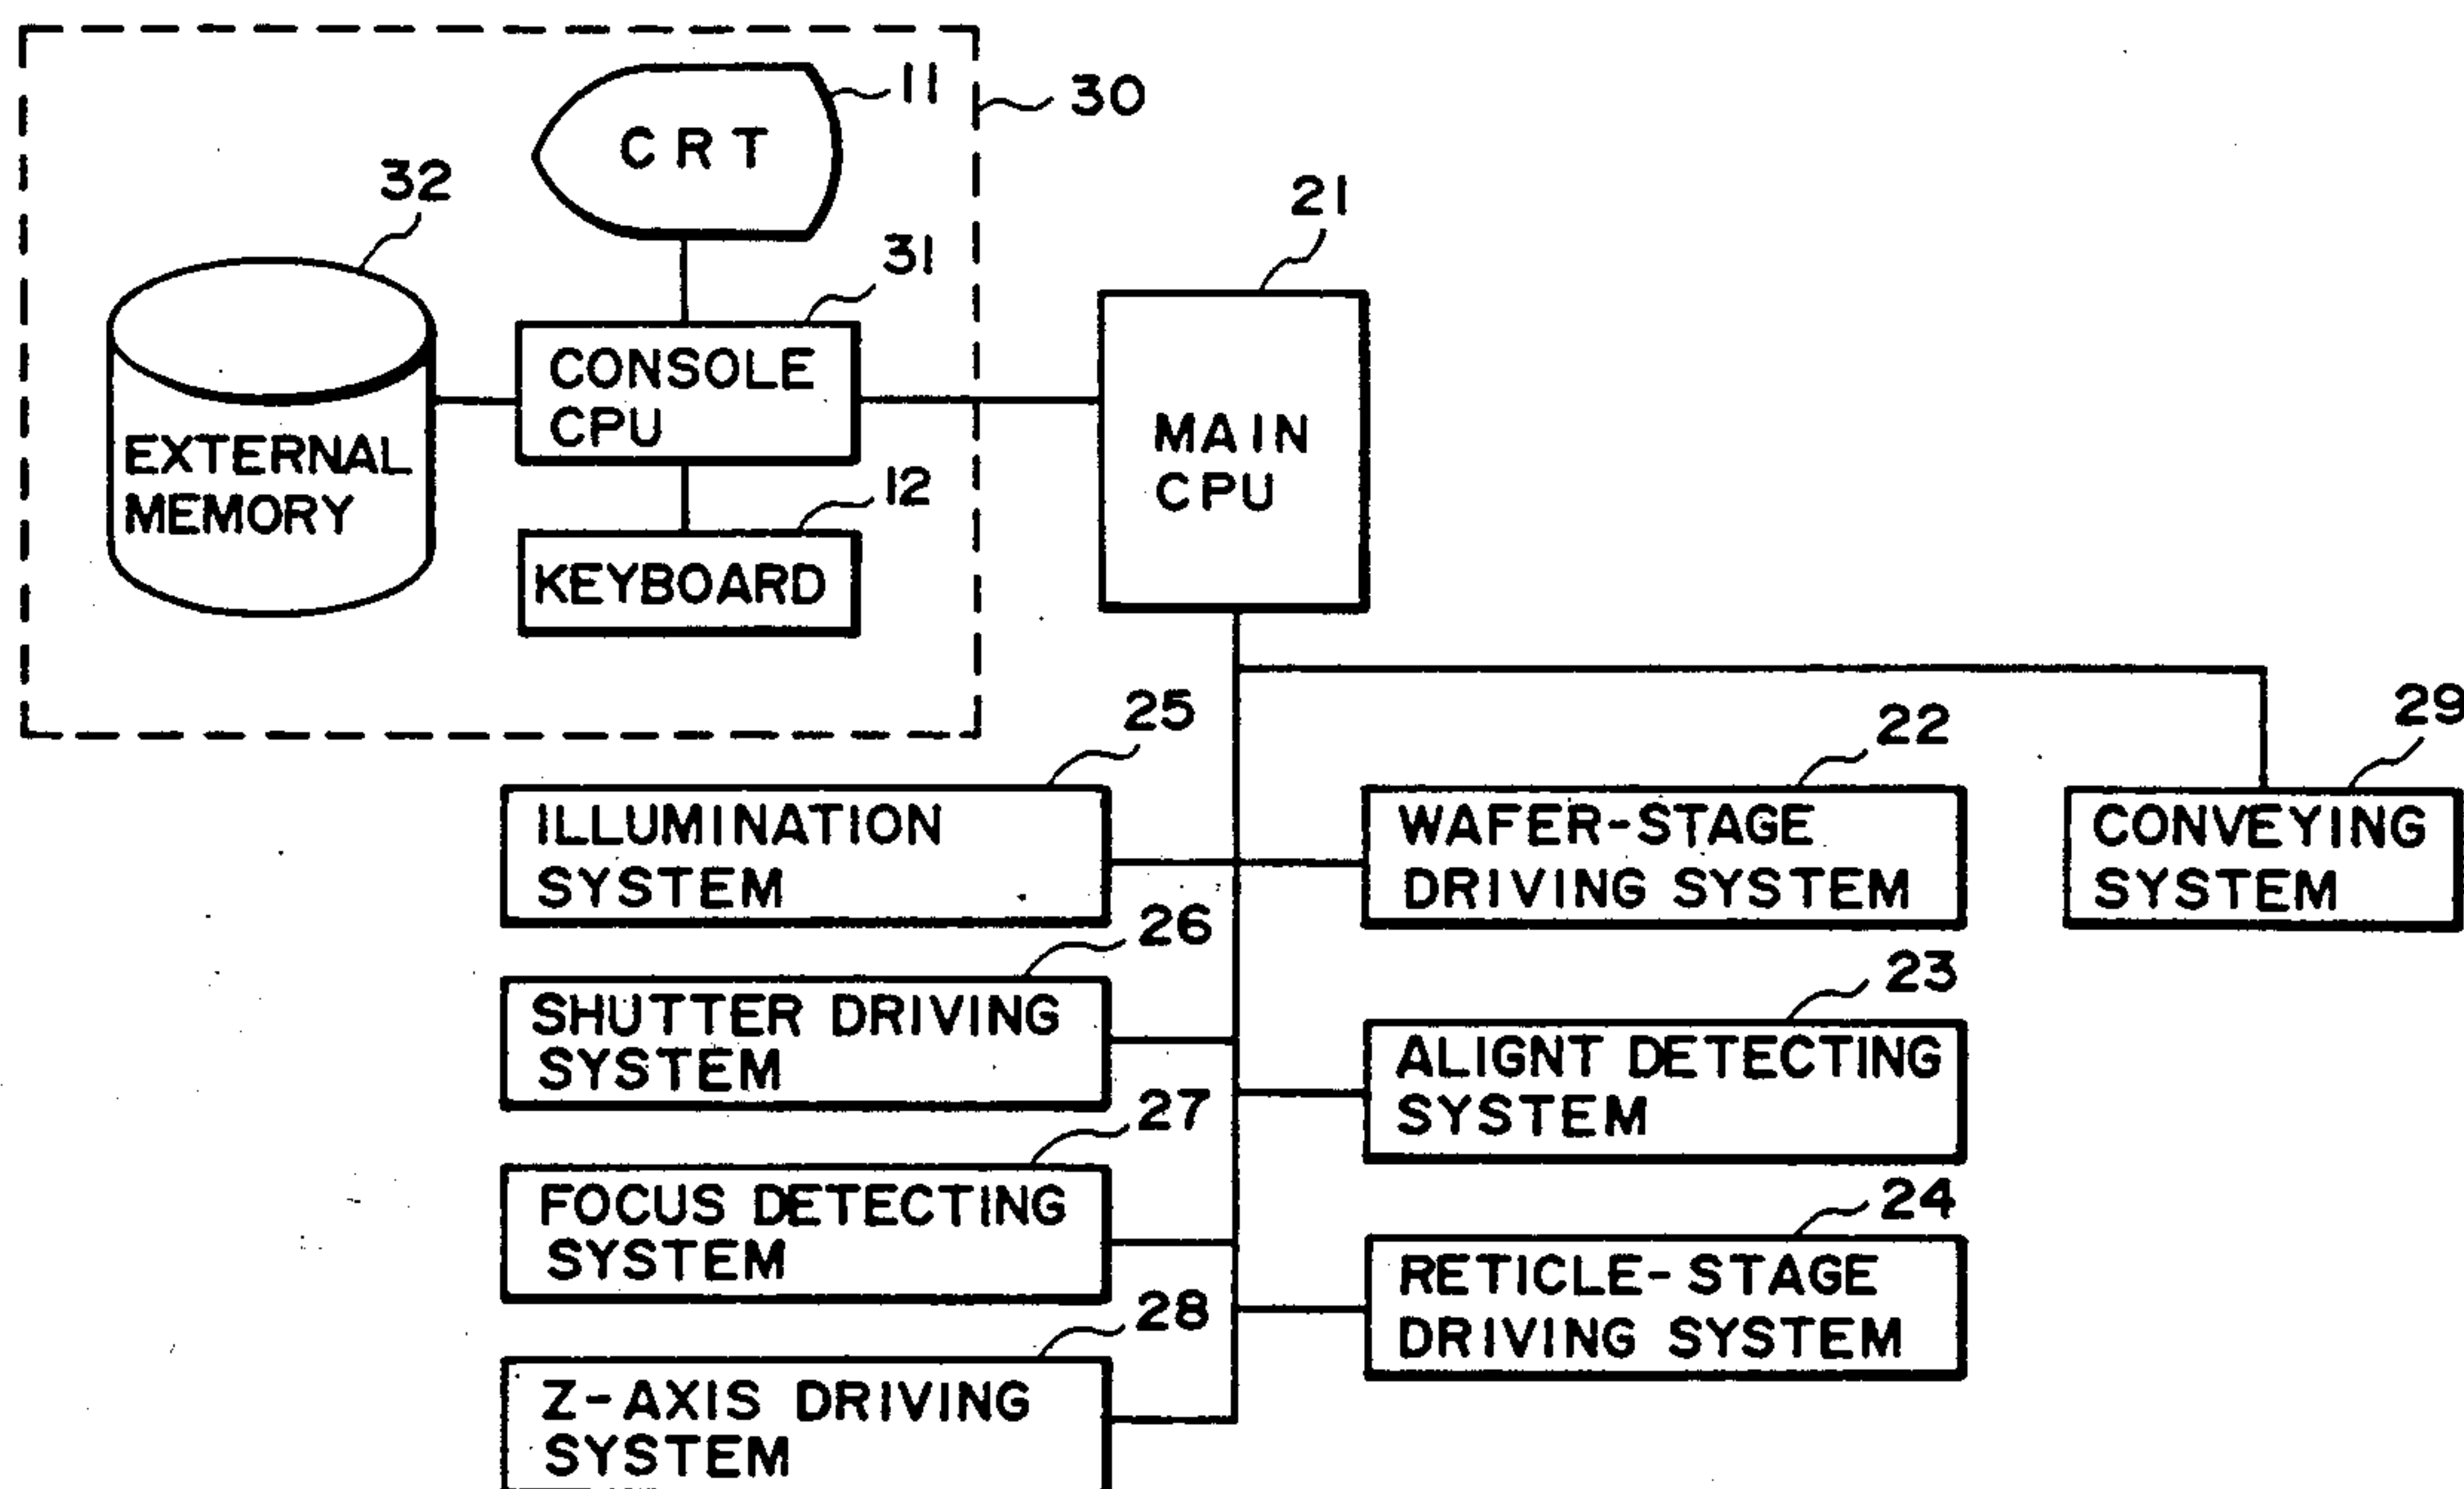 11
30
CRT
32
21
31
CONSOLE
CPU
MAIN
CPU
EXTERNAL
MEMORY
12
KEYBOARD
25
22
29
ILLUMINATION
SYSTEM
WAFER-STAGE
DRIVING SYSTEM
CONVEYING
SYSTEM
26
23
SHUTTER DRIVING
SYSTEM
ALIGNT DETECTING
SYSTEM
27
24
FOCUS DETECTING
SYSTEM
RETICLE-STAGE
DRIVING SYSTEM
28
Z-AXIS DRIVING
SYSTEM